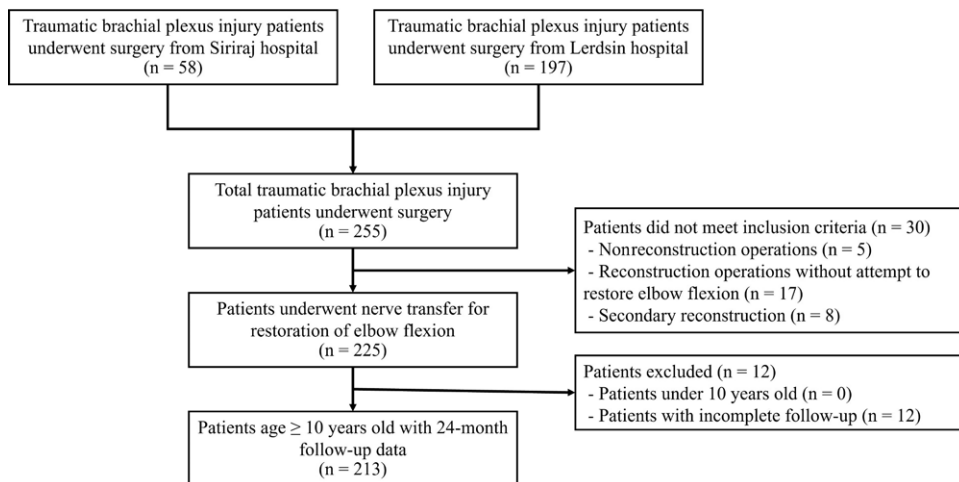 Traumatic brachial plexus injury patients
underwent surgery from Siriraj hospital
(n = 58)
Traumatic brachial plexus injury patients
underwent surgery from Lerdsin hospital
(n = 197)
Total traumatic brachial plexus injury
patients underwent surgery
(n = 255)
Patients did not meet inclusion criteria (n = 30)
- Nonreconstruction operations (n = 5)
- Reconstruction operations without attempt to
restore elbow flexion (n = 17)
- Secondary reconstruction (n = 8)
Patients underwent nerve transfer for
restoration of elbow flexion
(n = 225)
Patients excluded (n = 12)
- Patients under 10 years old (n = 0)
- Patients with incomplete follow-up (n = 12)
Patients age ≥ 10 years old with 24-month
follow-up data
(n = 213)